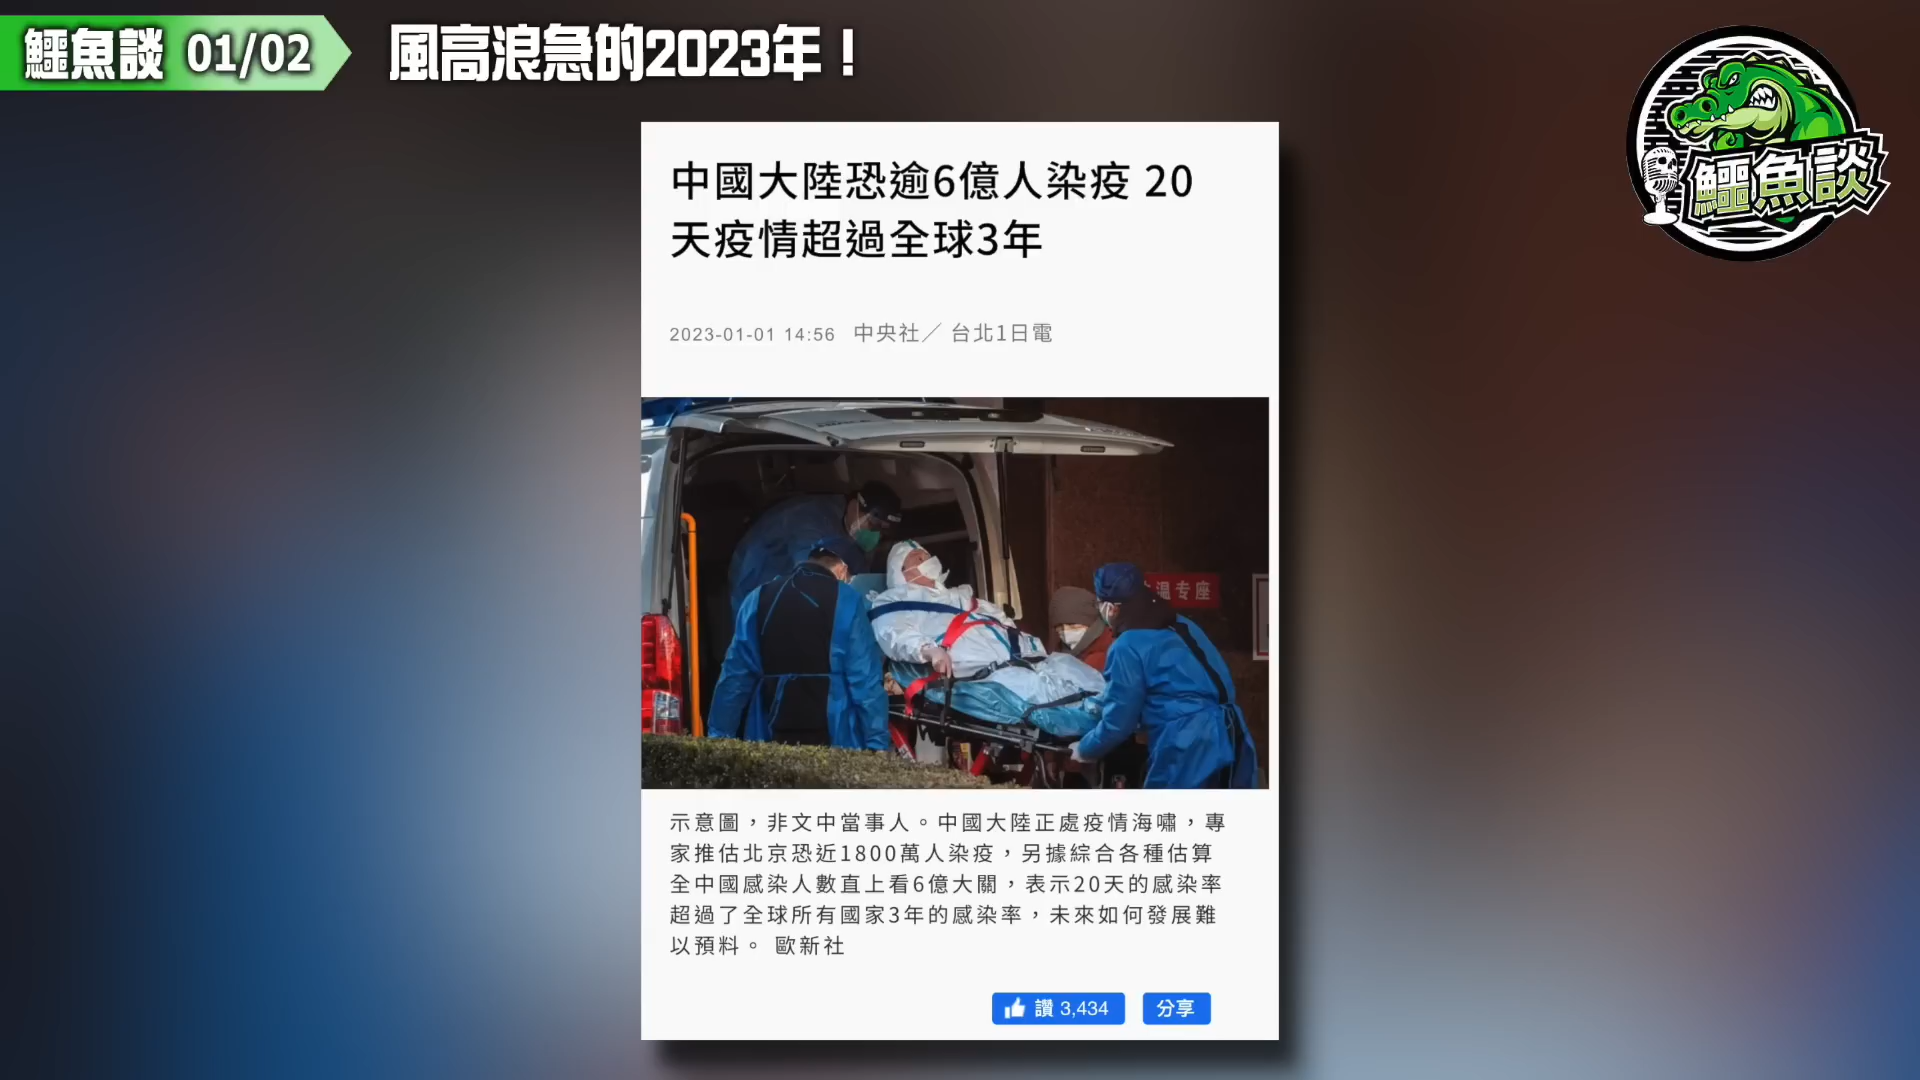 鱷魚談 01/02
風高浪急的2023年！
鱷魚談
中國大陸恐逾6億人染疫 20
天疫情超過全球3年
2023-01-01 14:56 中央社／ 台北1日電
温专座
示意圖，非文中當事人。中國大陸正處疫情海嘯，專
家推估北京恐近1800萬人染疫，另據綜合各種估算
全中國感染人數直上看6億大關，表示20天的感染率
超過了全球所有國家3年的感染率，未來如何發展難
以預料。 歐新社
讚 3,434
分享